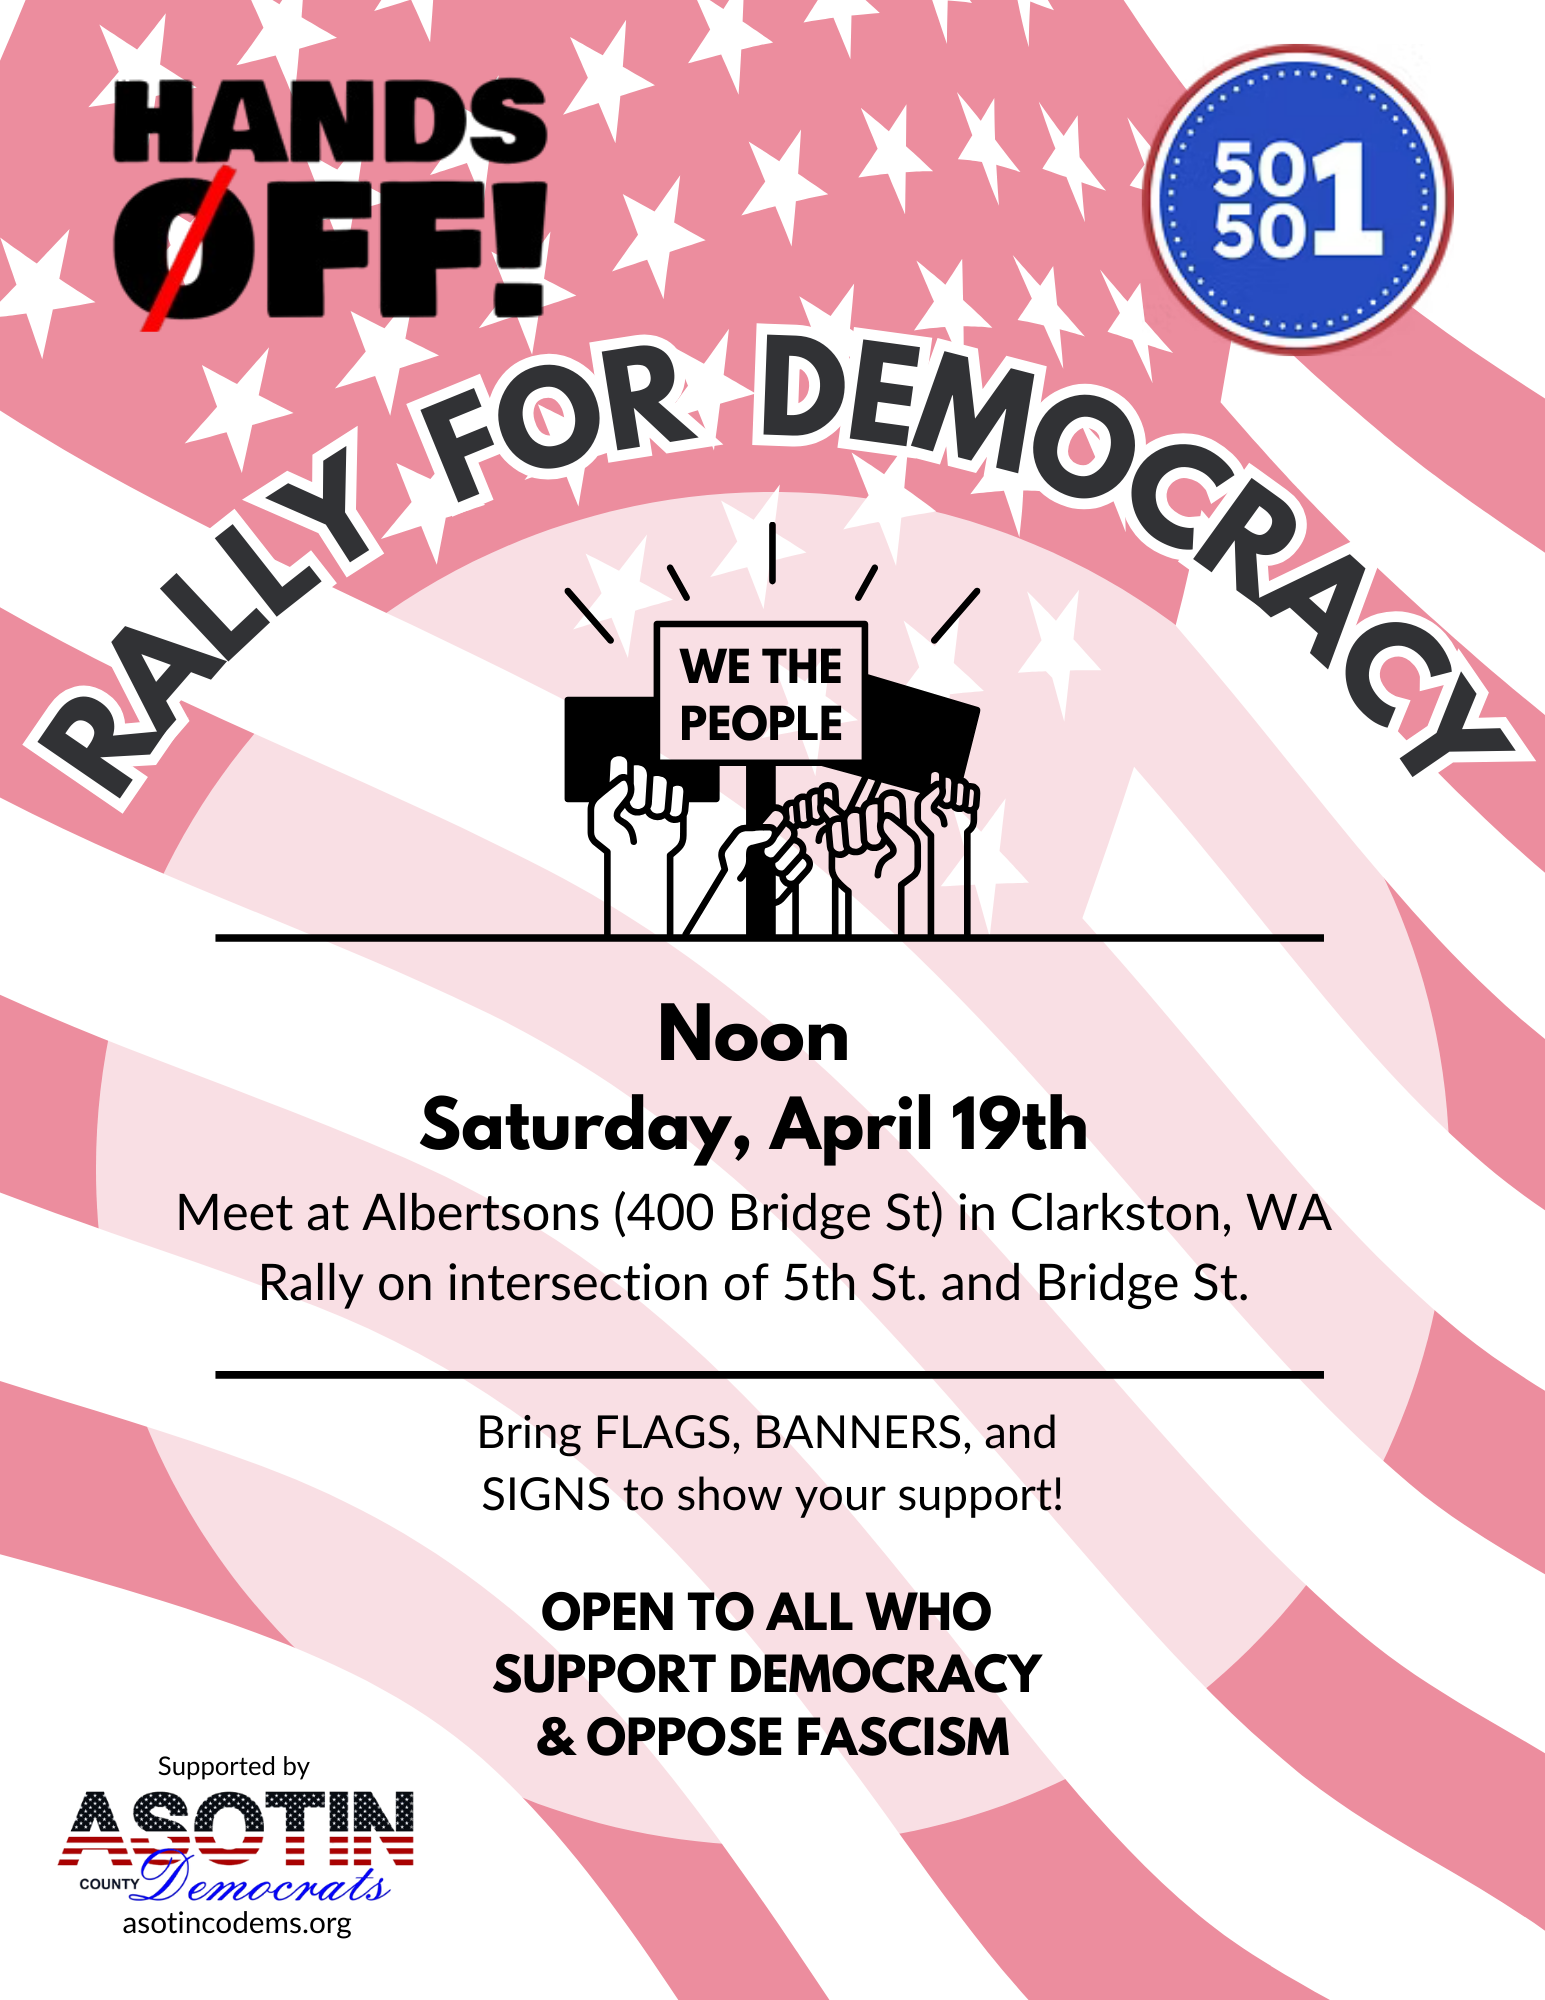 HANDS
OFF!
50
50
1
RALLY FOR DEMOCRACY
WE THE
PEOPLE
Noon
Saturday, April 19th
Meet at Albertsons (400 Bridge St) in Clarkston, WA
Rally on intersection of 5th St. and Bridge St.
Bring FLAGS, BANNERS, and
SIGNS to show your support!
OPEN TO ALL WHO
SUPPORT DEMOCRACY
& OPPOSE FASCISM
Supported by
ASOTIN
COUNTY Democrats
asotincodems.org